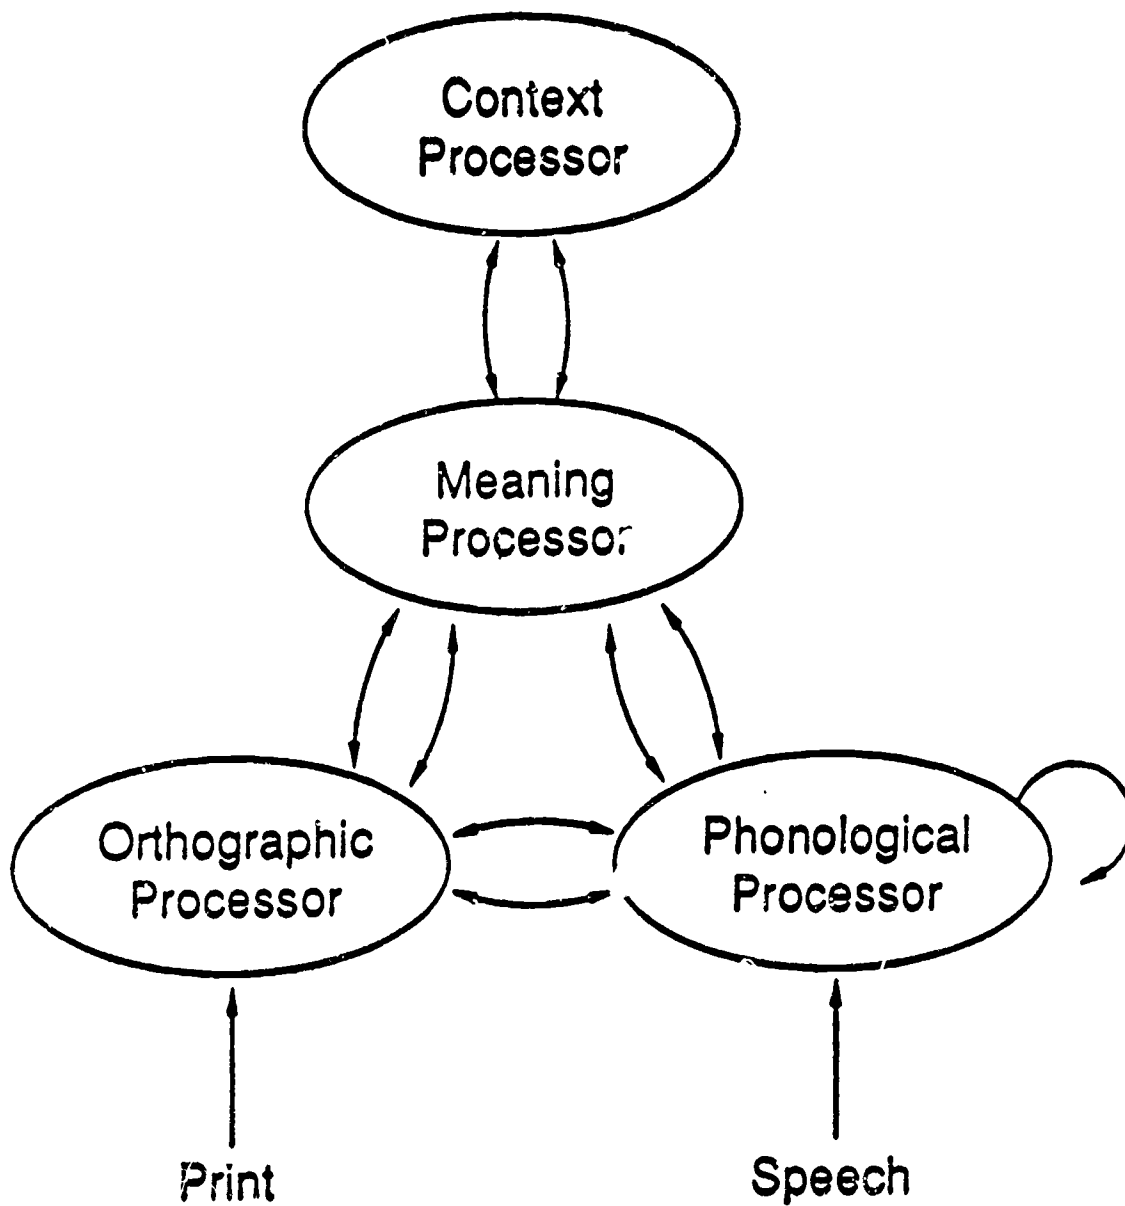 Context
Processor
Meaning
Processor
Orthographic
Processor
Phonological
Processor
Print
Speech